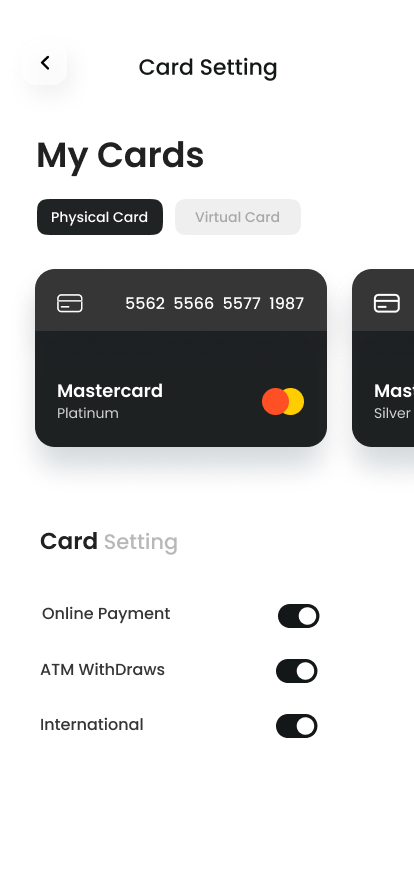 Card Setting
My Cards
Physical Card
Virtual Card
5562 5566 5577 1987
Mastercard
Platinum
Mast
Silver
Card Setting
Online Payment
ATM WithDraws
International